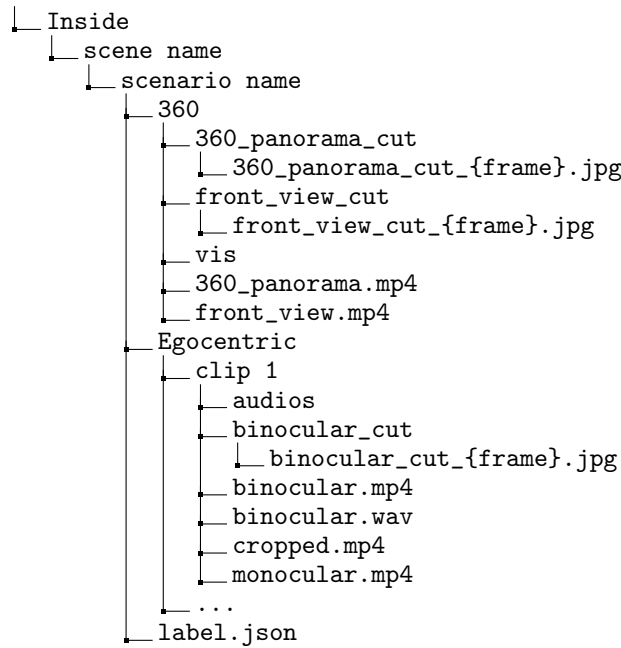 Inside
scene name
scenario name
360
360_panorama_cut
360_panorama_cut_{frame}.jpg
front_view_cut
front_view_cut_{frame}.jpg
vis
360_panorama.mp4
front_view.mp4
Egocentric
clip 1
audios
binocular_cut
binocular_cut_{frame}.jpg
binocular.mp4
binocular.wav
cropped.mp4
monocular.mp4
...
label.json